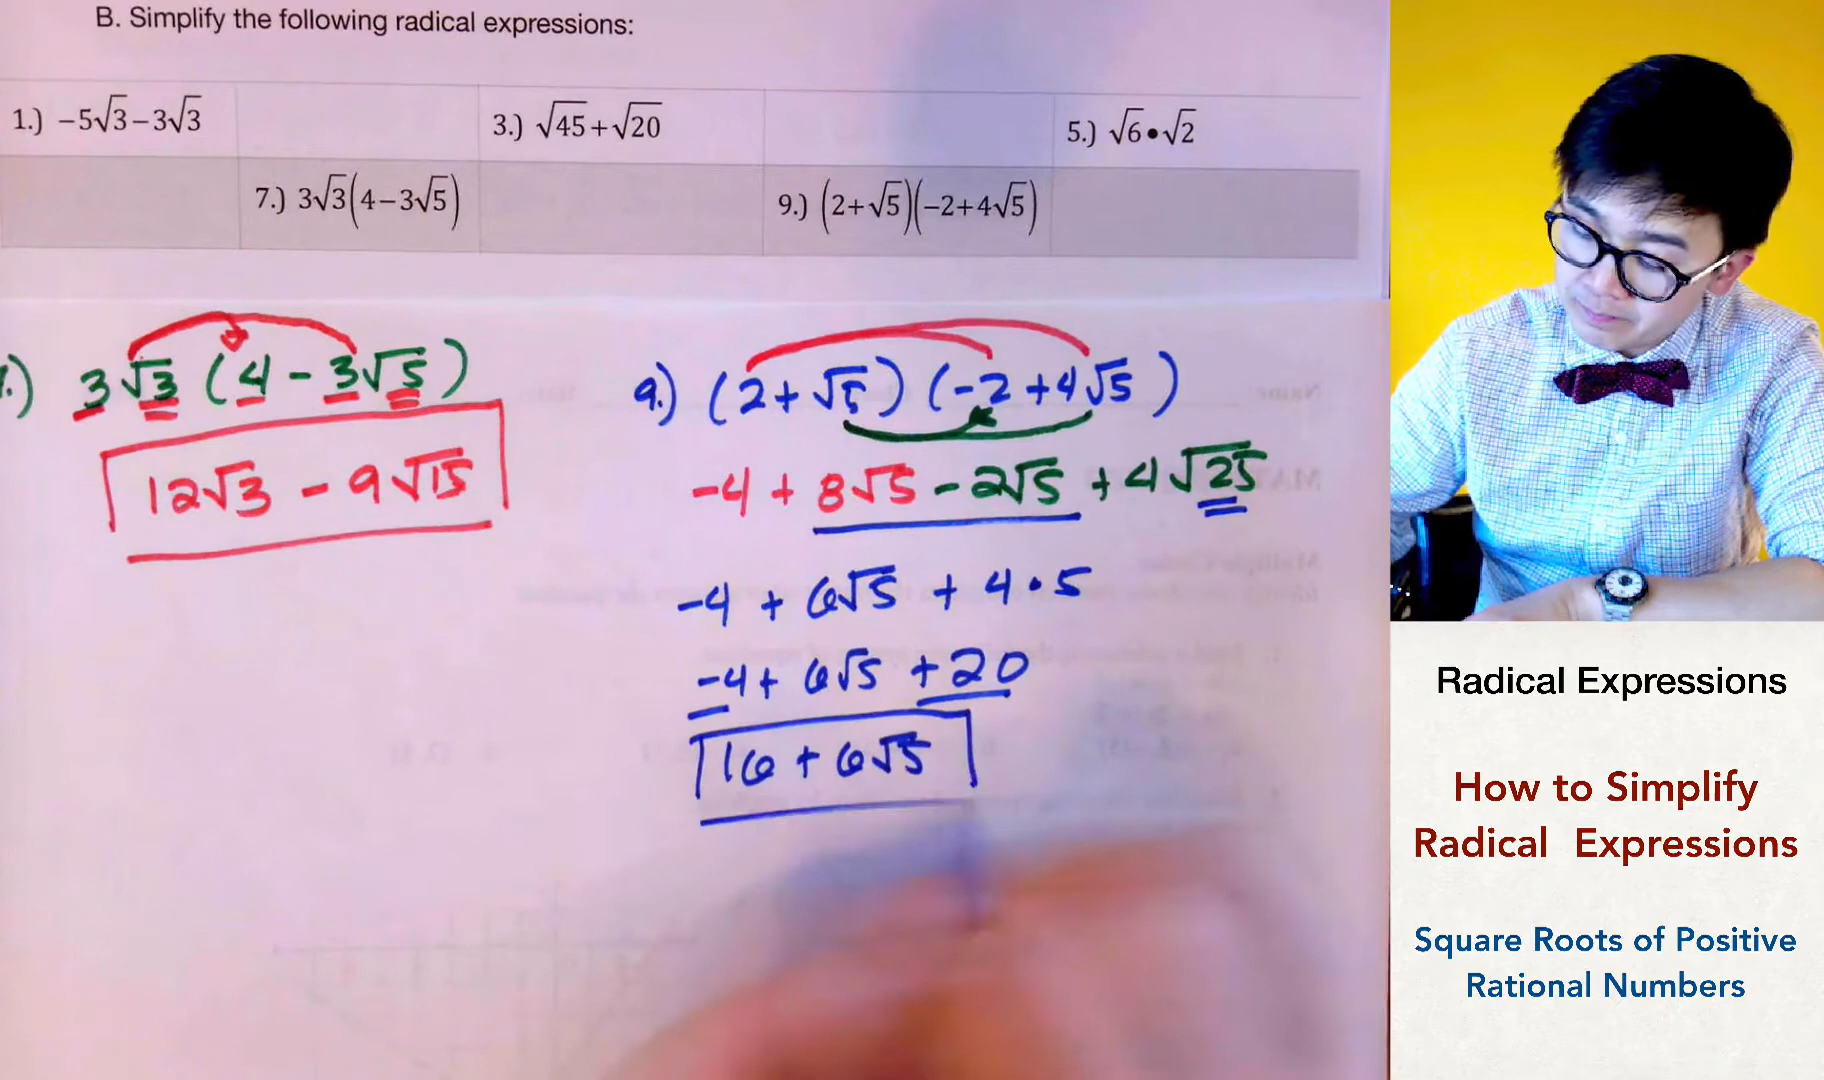 B. Simplify the following radical expressions:
1.) −5√3−3√3
3.) √45+√20
5.) √6•√2
7.) 3√3(4−3√5)
9.) (2+√5)(−2+4√5)
.) 3√3 (4 - 3√5)
12√3 - 9√15
9.) (2+√5) (-2+4√5)
-4 + 8√5 - 2√5 + 4√25
-4 + 6√5 + 4•5
-4 + 6√5 + 20
16 + 6√5
Radical Expressions
How to Simplify
Radical Expressions
Square Roots of Positive
Rational Numbers